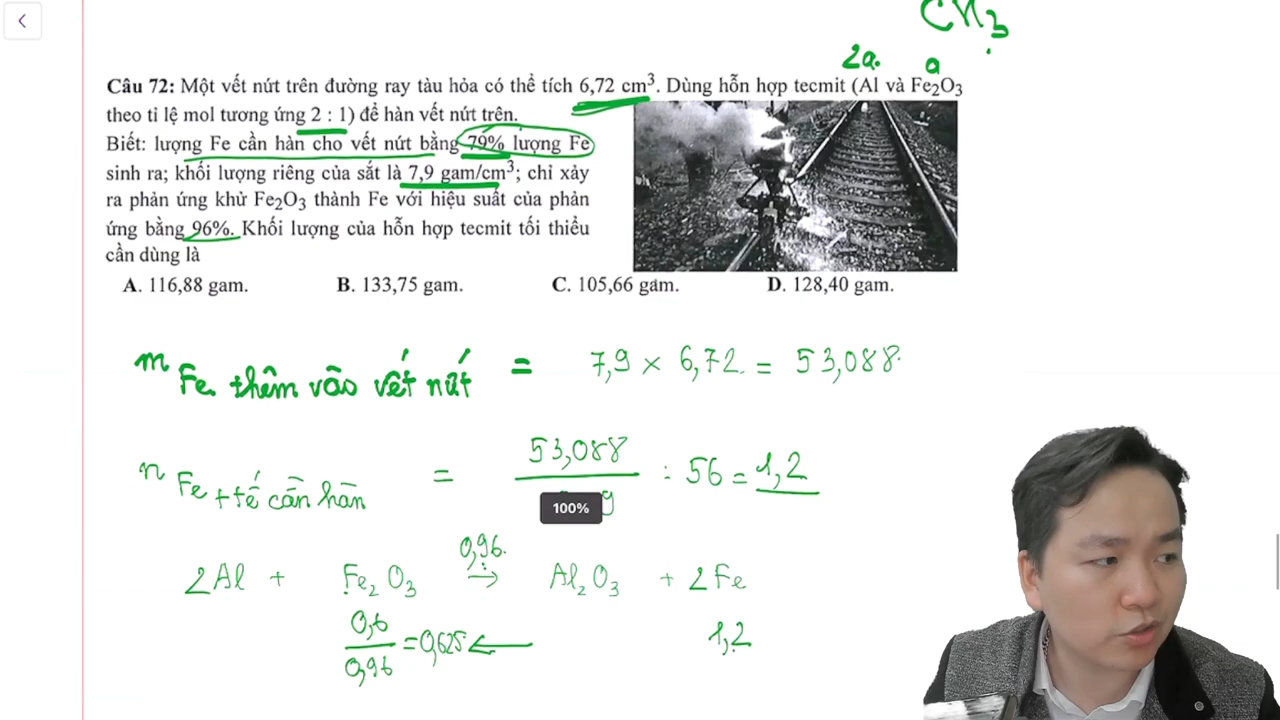 CH₃
2a. a
Câu 72: Một vết nứt trên đường ray tàu hỏa có thể tích 6,72 cm³. Dùng hỗn hợp tecmit (Al và Fe₂O₃
theo tỉ lệ mol tương ứng 2 : 1) để hàn vết nứt trên.
Biết: lượng Fe cần hàn cho vết nứt bằng 79% lượng Fe
sinh ra; khối lượng riêng của sắt là 7,9 gam/cm³; chỉ xảy
ra phản ứng khử Fe₂O₃ thành Fe với hiệu suất của phản
ứng bằng 96%. Khối lượng của hỗn hợp tecmit tối thiểu
cần dùng là
A. 116,88 gam. B. 133,75 gam. C. 105,66 gam. D. 128,40 gam.
m Fe thêm vào vết nứt = 7,9 × 6,72 = 53,088
n Fe t tế cần hàn = 53,088 : 56 = 1,2
100%
0,96
2Al + Fe₂O₃ → Al₂O₃ + 2Fe
0,6 / 0,96 = 0,625 ← 1,2